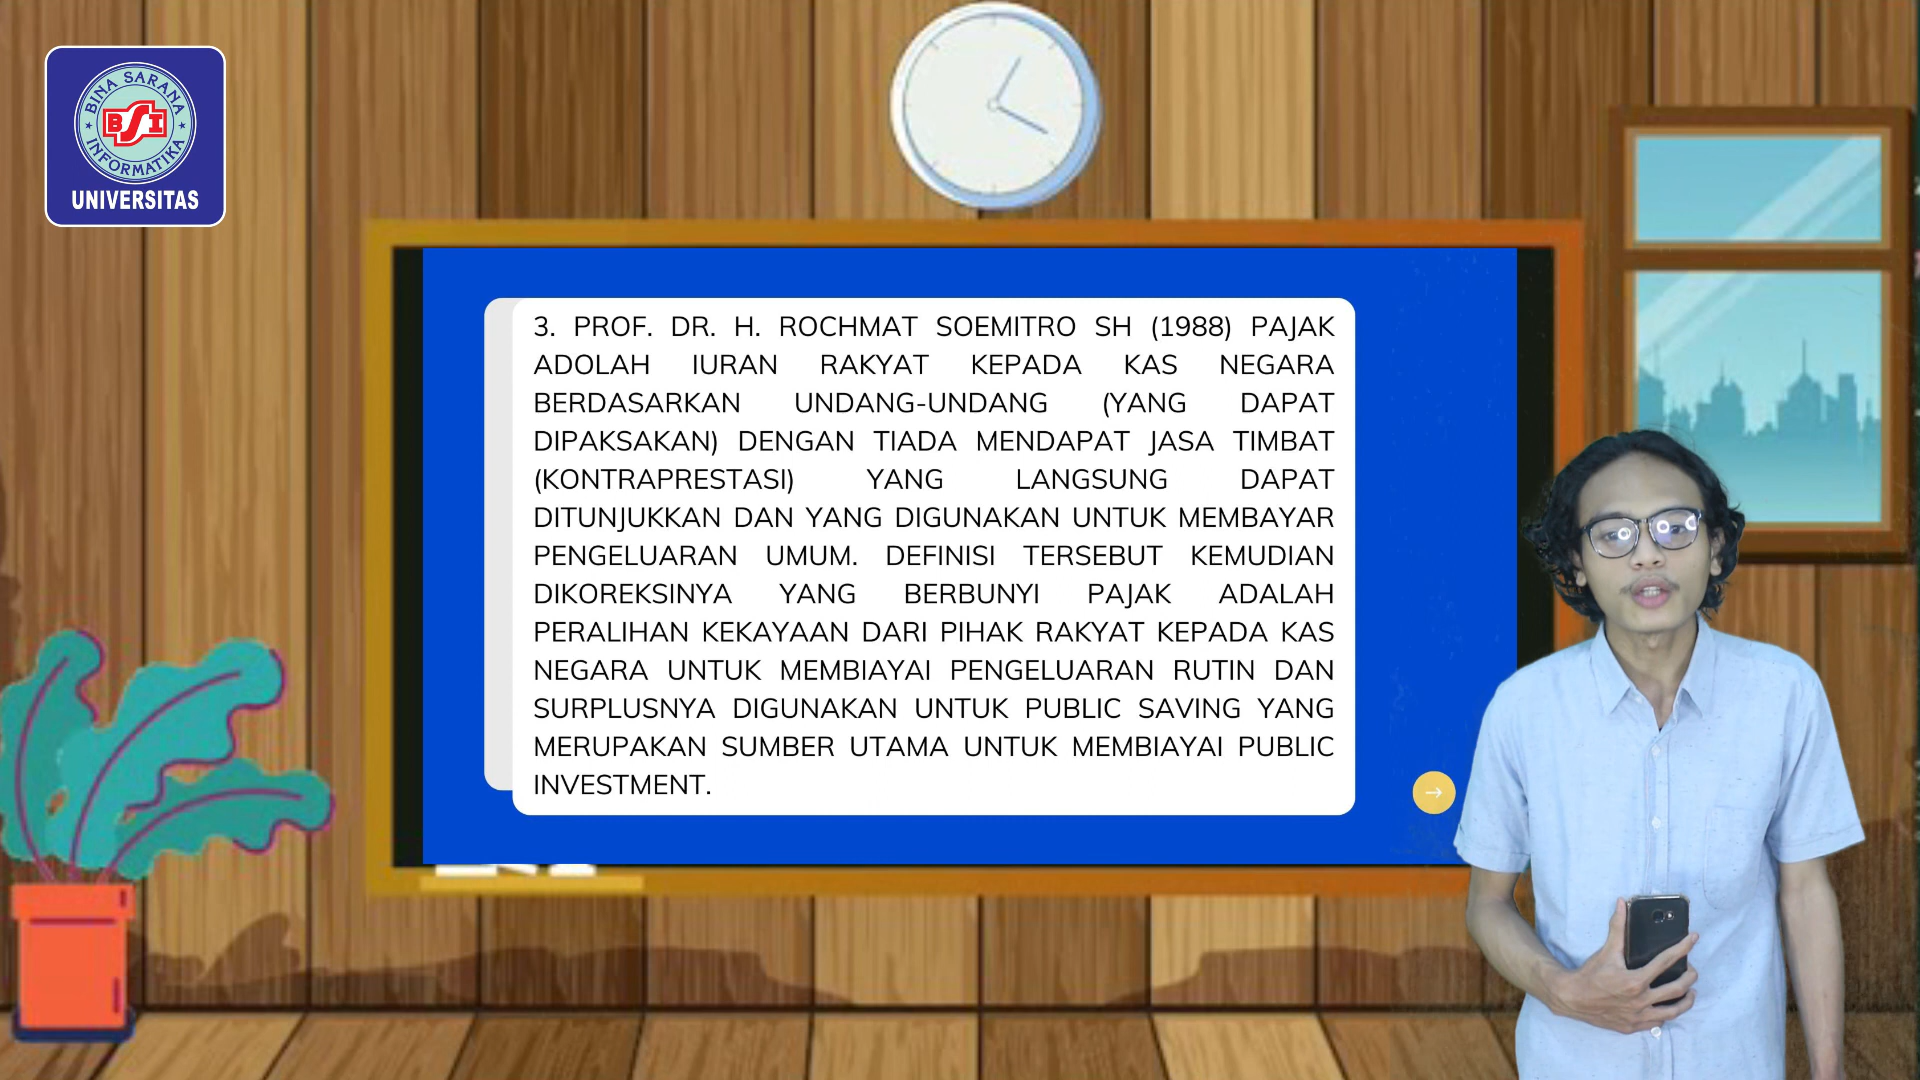 BINA SARANA
BSI
INFORMATIKA
UNIVERSITAS
3. PROF. DR. H. ROCHMAT SOEMITRO SH (1988) PAJAK
ADOLAH IURAN RAKYAT KEPADA KAS NEGARA
BERDASARKAN UNDANG-UNDANG (YANG DAPAT
DIPAKSAKAN) DENGAN TIADA MENDAPAT JASA TIMBAT
(KONTRAPRESTASI) YANG LANGSUNG DAPAT
DITUNJUKKAN DAN YANG DIGUNAKAN UNTUK MEMBAYAR
PENGELUARAN UMUM. DEFINISI TERSEBUT KEMUDIAN
DIKOREKSINYA YANG BERBUNYI PAJAK ADALAH
PERALIHAN KEKAYAAN DARI PIHAK RAKYAT KEPADA KAS
NEGARA UNTUK MEMBIAYAI PENGELUARAN RUTIN DAN
SURPLUSNYA DIGUNAKAN UNTUK PUBLIC SAVING YANG
MERUPAKAN SUMBER UTAMA UNTUK MEMBIAYAI PUBLIC
INVESTMENT.